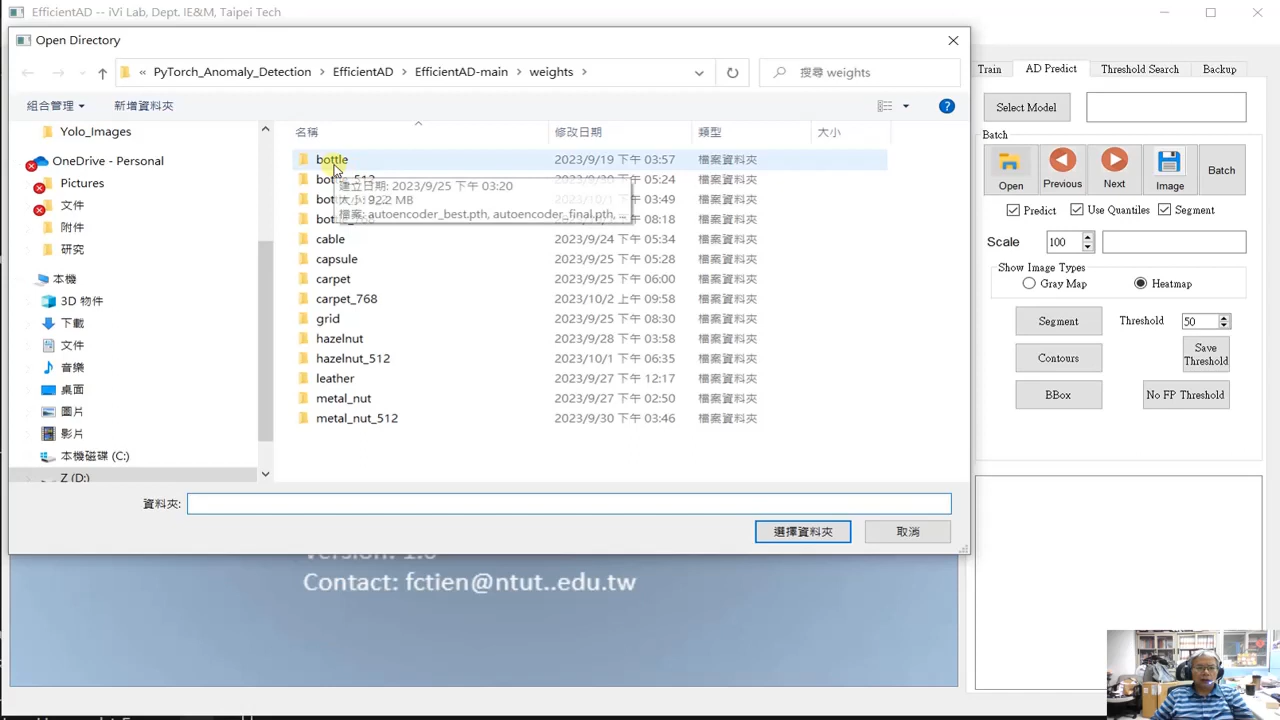 EfficientAD -- iVi Lab, Dept. IE&M, Taipei Tech
Open Directory
« PyTorch_Anomaly_Detection › EfficientAD › EfficientAD-main › weights ›
搜尋 weights
組合管理 ▾ 新增資料夾
Yolo_Images
OneDrive - Personal
Pictures
文件
附件
研究
本機
3D 物件
下載
文件
音樂
桌面
圖片
影片
本機磁碟 (C:)
Z (D:)
名稱 修改日期 類型 大小
bottle 2023/9/19 下午 03:57 檔案資料夾
05:24 檔案資料夾
03:49 檔案資料夾
08:18 檔案資料夾
建立日期: 2023/9/25 下午 03:20
大小: 92.2 MB
檔案: autoencoder_best.pth, autoencoder_final.pth, ...
cable 2023/9/24 下午 05:34 檔案資料夾
capsule 2023/9/25 下午 05:28 檔案資料夾
carpet 2023/9/25 下午 06:00 檔案資料夾
carpet_768 2023/10/2 上午 09:58 檔案資料夾
grid 2023/9/25 下午 08:30 檔案資料夾
hazelnut 2023/9/28 下午 03:58 檔案資料夾
hazelnut_512 2023/10/1 下午 06:35 檔案資料夾
leather 2023/9/27 下午 12:17 檔案資料夾
metal_nut 2023/9/27 下午 02:50 檔案資料夾
metal_nut_512 2023/9/30 下午 03:46 檔案資料夾
資料夾:
選擇資料夾 取消
Contact: fctien@ntut..edu.tw
Train AD Predict Threshold Search Backup
Select Model
Batch
Open Previous Next Image Batch
Predict Use Quantiles Segment
Scale 100
Show Image Types
Gray Map Heatmap
Segment Threshold 50
Contours Save Threshold
BBox No FP Threshold